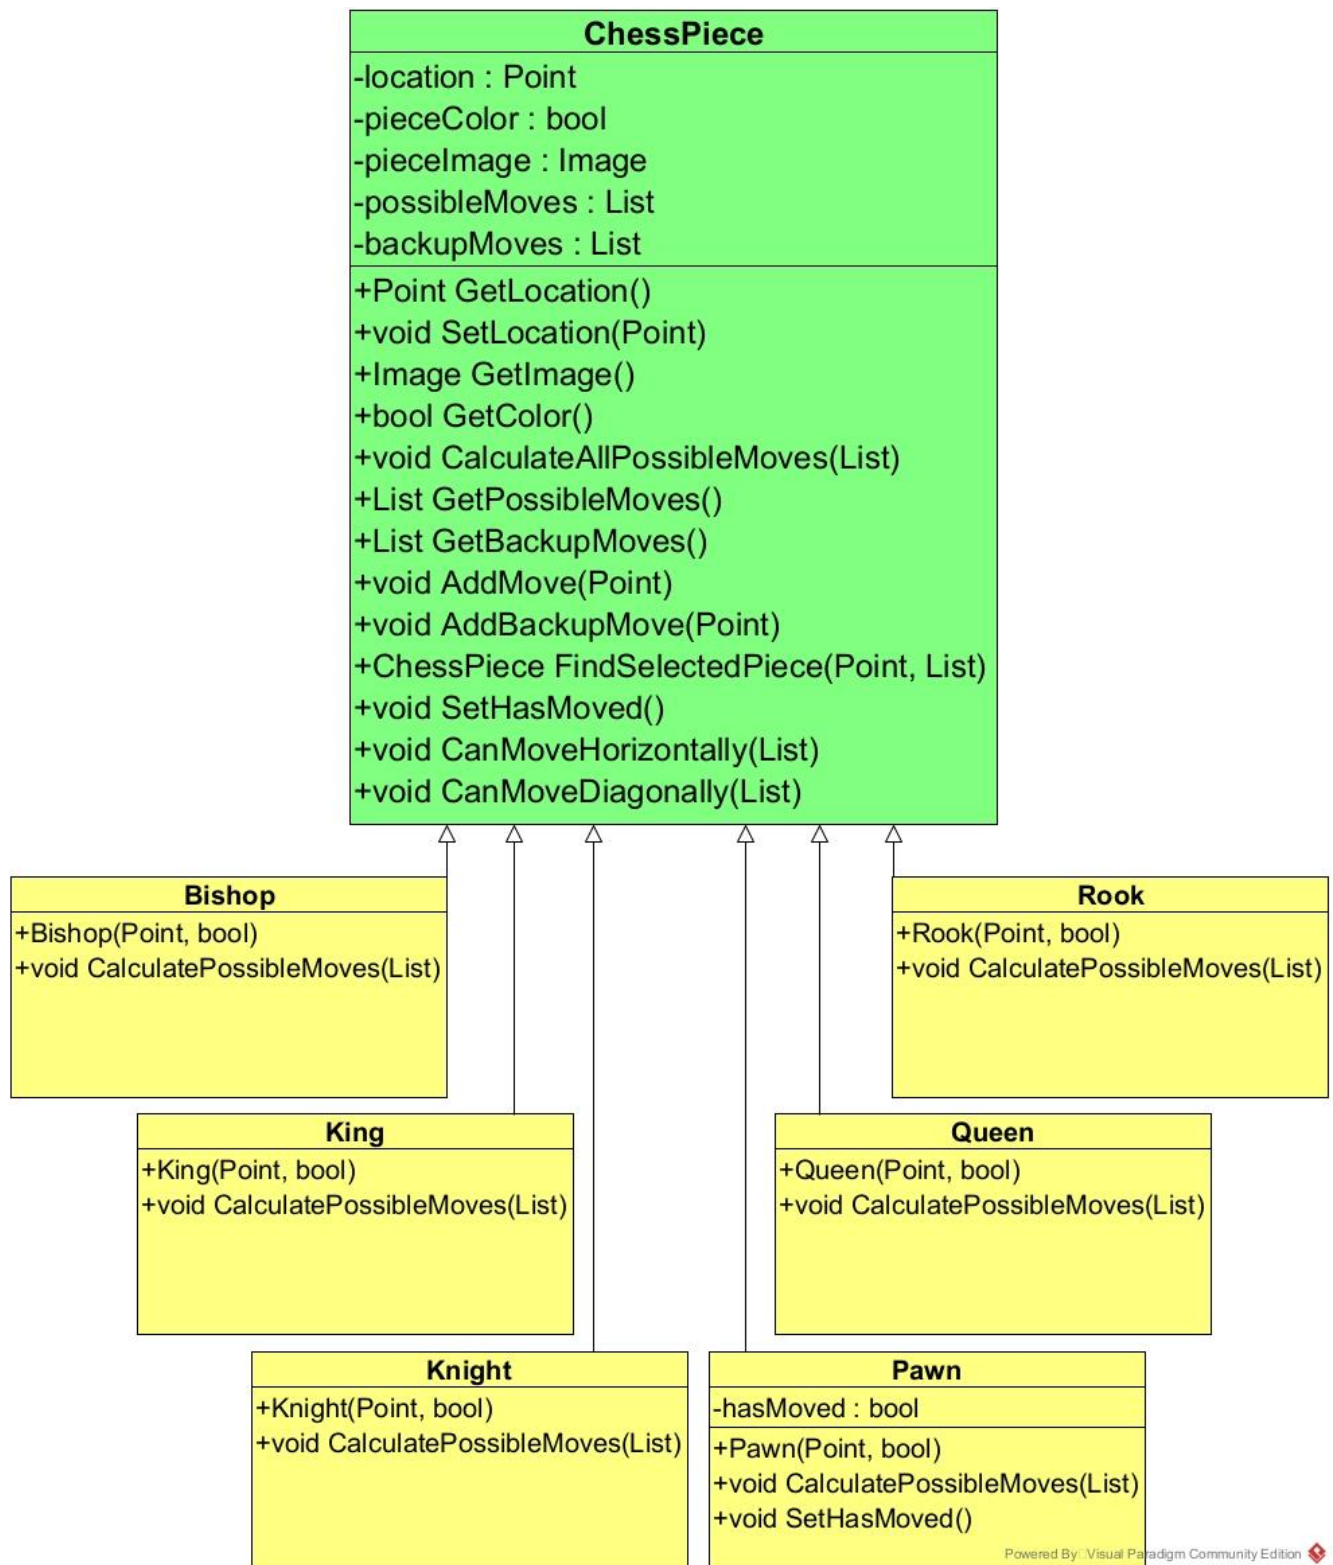 ChessPiece
-location : Point
-pieceColor : bool
-pieceImage : Image
-possibleMoves : List
-backupMoves : List
+Point GetLocation()
+void SetLocation(Point)
+Image GetImage()
+bool GetColor()
+void CalculateAllPossibleMoves(List)
+List GetPossibleMoves()
+List GetBackupMoves()
+void AddMove(Point)
+void AddBackupMove(Point)
+ChessPiece FindSelectedPiece(Point, List)
+void SetHasMoved()
+void CanMoveHorizontally(List)
+void CanMoveDiagonally(List)
Bishop
+Bishop(Point, bool)
+void CalculatePossibleMoves(List)
Rook
+Rook(Point, bool)
+void CalculatePossibleMoves(List)
King
+King(Point, bool)
+void CalculatePossibleMoves(List)
Queen
+Queen(Point, bool)
+void CalculatePossibleMoves(List)
Knight
+Knight(Point, bool)
+void CalculatePossibleMoves(List)
Pawn
-hasMoved : bool
+Pawn(Point, bool)
+void CalculatePossibleMoves(List)
+void SetHasMoved()
Powered By Visual Paradigm Community Edition